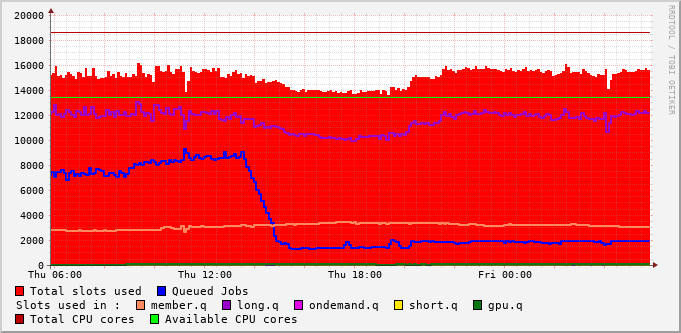 20000
18000
16000
14000
12000
10000
8000
6000
4000
2000
0
Thu 06:00 Thu 12:00 Thu 18:00 Fri 00:00
RRDTOOL / TOBI OETIKER
Total slots used Queued Jobs
Slots used in : member.q long.q ondemand.q short.q gpu.q
Total CPU cores Available CPU cores